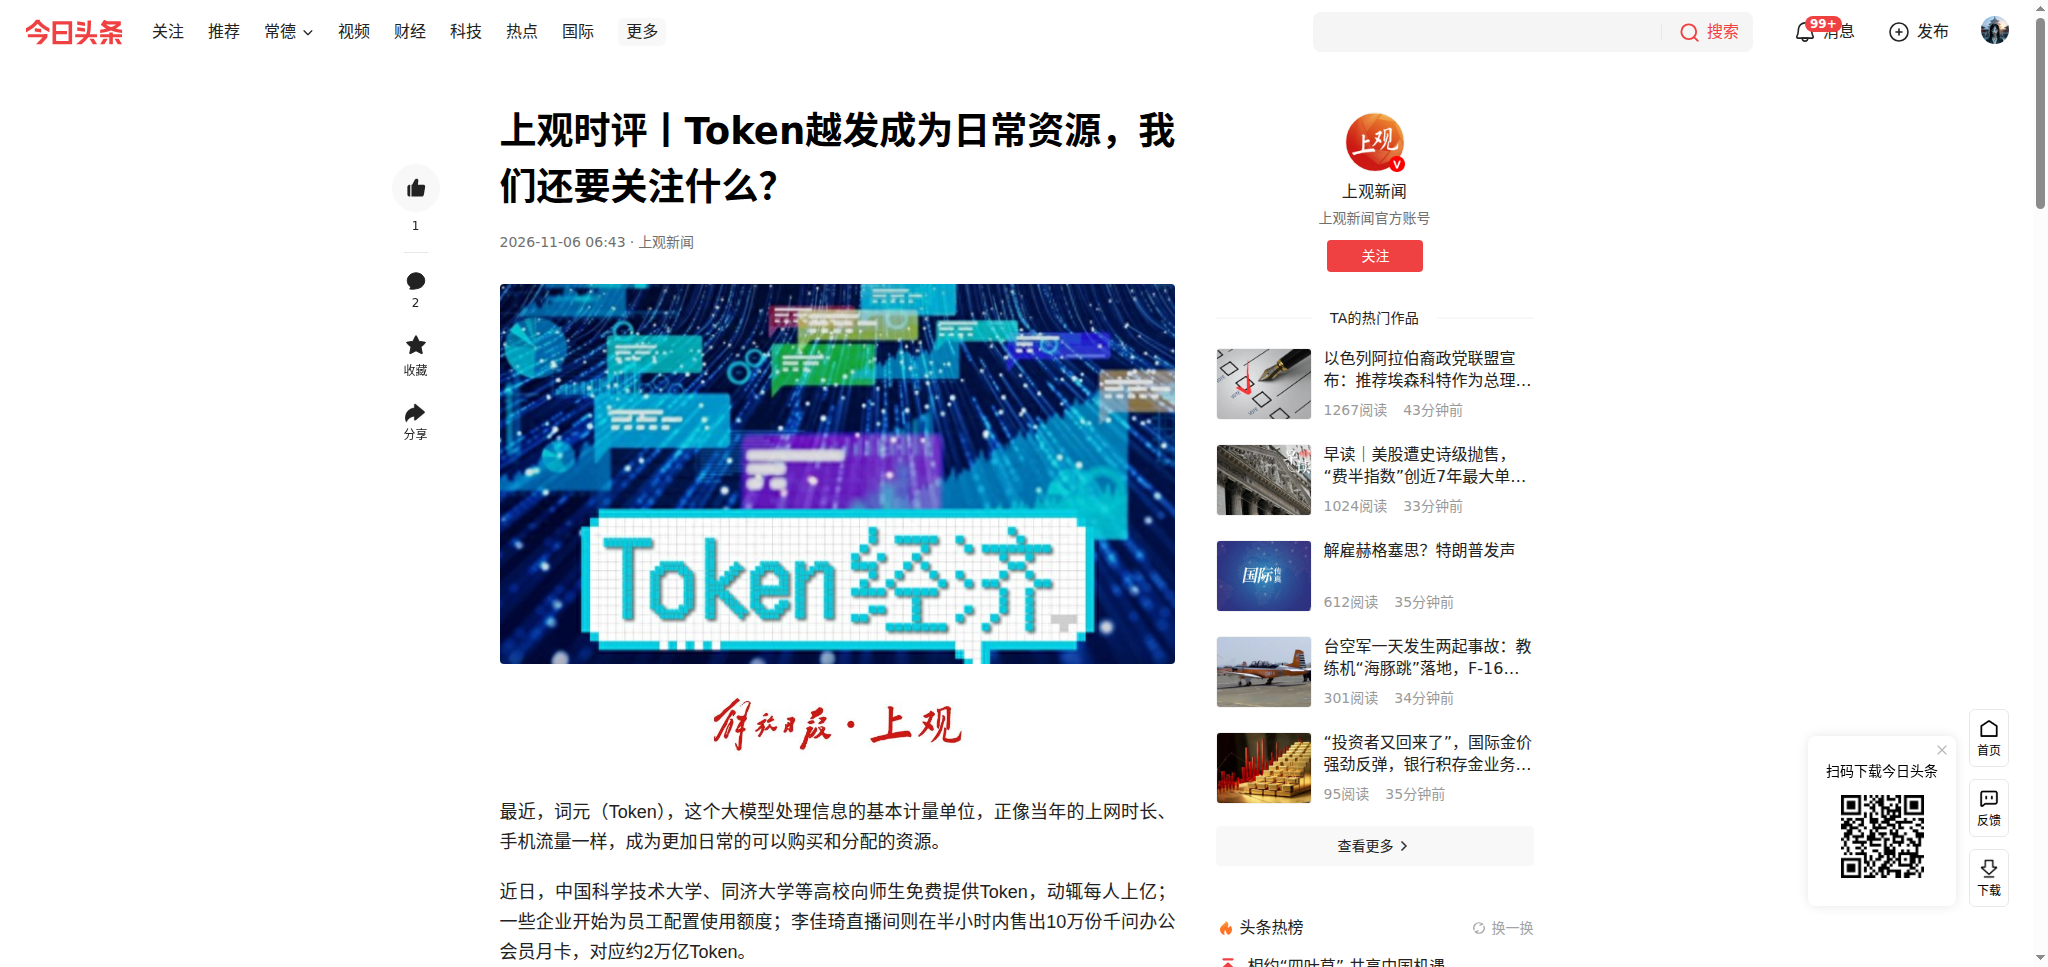 今日头条
关注
推荐
常德
视频
财经
科技
热点
国际
更多
搜索
99+
消息
发布
上观时评丨Token越发成为日常资源，我
们还要关注什么？
2026-11-06 06:43 · 上观新闻
1
2
收藏
分享
Token经济
解放日报·上观
最近，词元（Token），这个大模型处理信息的基本计量单位，正像当年的上网时长、
手机流量一样，成为更加日常的可以购买和分配的资源。
近日，中国科学技术大学、同济大学等高校向师生免费提供Token，动辄每人上亿；
一些企业开始为员工配置使用额度；李佳琦直播间则在半小时内售出10万份千问办公
会员月卡，对应约2万亿Token。
上观
V
上观新闻
上观新闻官方账号
关注
TA的热门作品
以色列阿拉伯裔政党联盟宣
布：推荐埃森科特作为总理…
1267阅读 43分钟前
早读｜美股遭史诗级抛售，
“费半指数”创近7年最大单…
1024阅读 33分钟前
国际
解雇赫格塞思？特朗普发声
612阅读 35分钟前
台空军一天发生两起事故：教
练机“海豚跳”落地，F-16…
301阅读 34分钟前
“投资者又回来了”，国际金价
强劲反弹，银行积存金业务…
95阅读 35分钟前
查看更多
头条热榜
换一换
相约“四叶草” 共享中国机遇
扫码下载今日头条
首页
反馈
下载